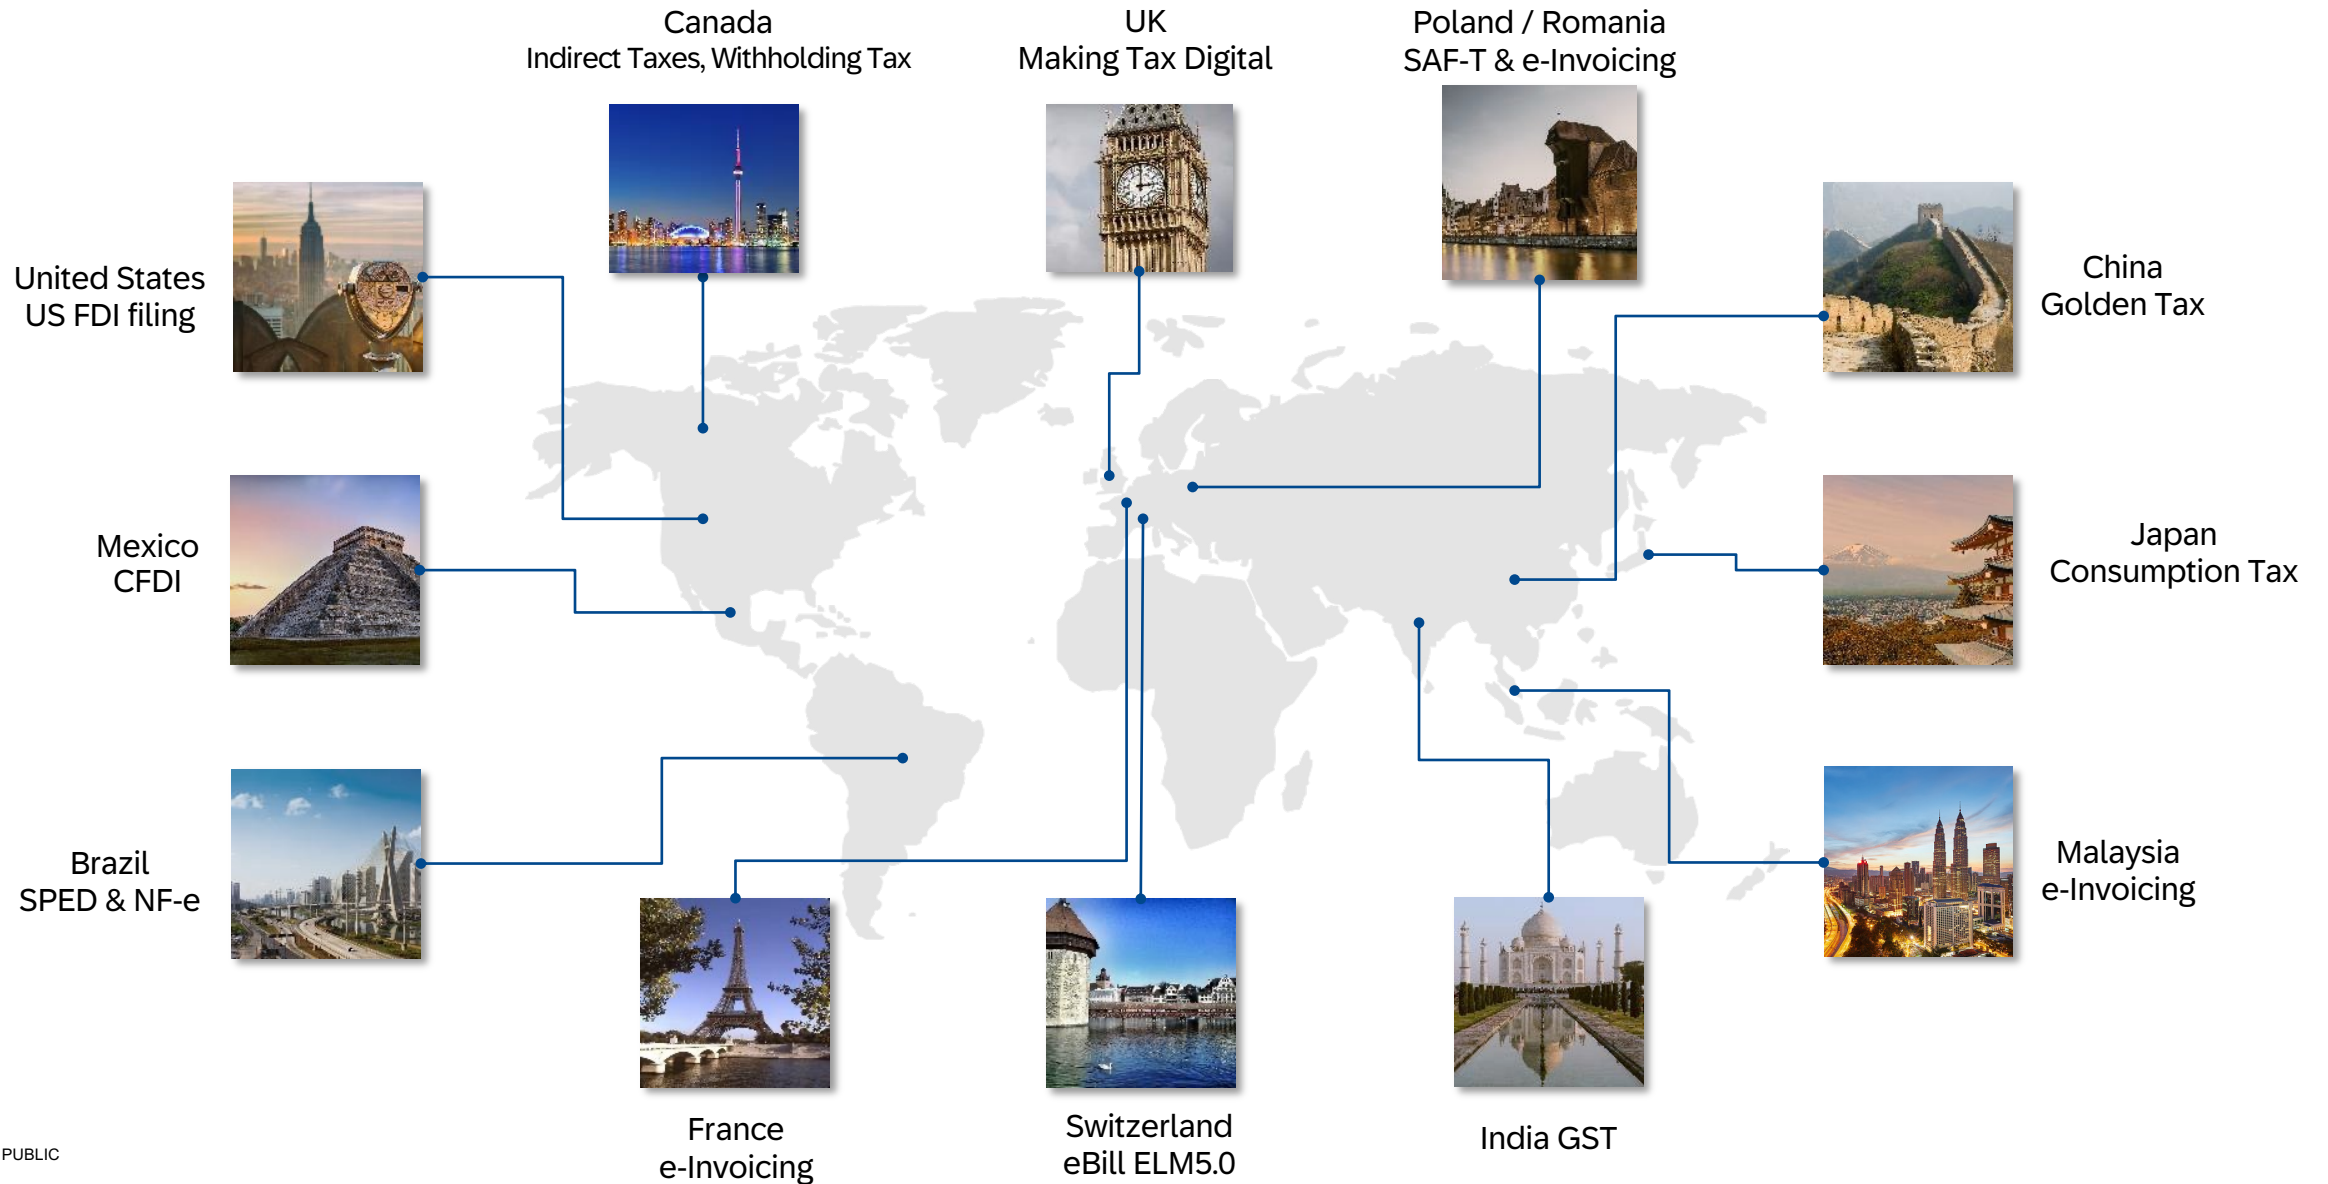 Canada
Indirect Taxes, Withholding Tax
UK
Making Tax Digital
Poland / Romania
SAF-T & e-Invoicing
United States
US FDI filing
China
Golden Tax
Mexico
CFDI
Japan
Consumption Tax
Brazil
SPED & NF-e
Malaysia
e-Invoicing
France
e-Invoicing
Switzerland
eBill ELM5.0
India GST
PUBLIC